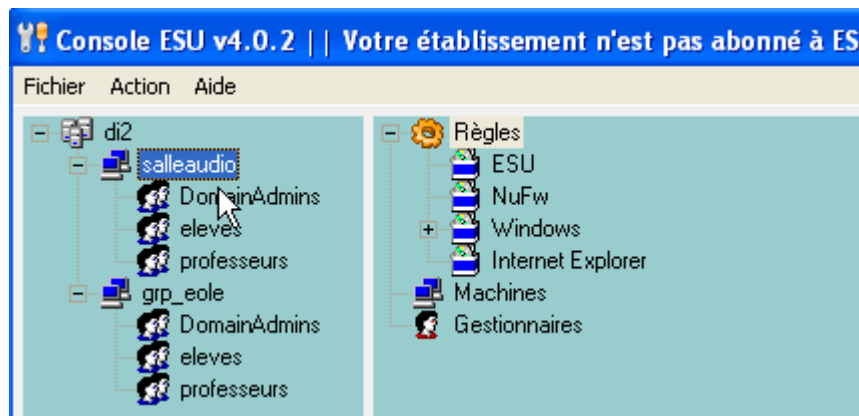 Console ESU v4.0.2 || Votre établissement n'est pas abonné à ES
Fichier Action Aide
di2
salleaudio
DomainAdmins
eleves
professeurs
grp_eole
DomainAdmins
eleves
professeurs
Règles
ESU
NuFw
Windows
Internet Explorer
Machines
Gestionnaires